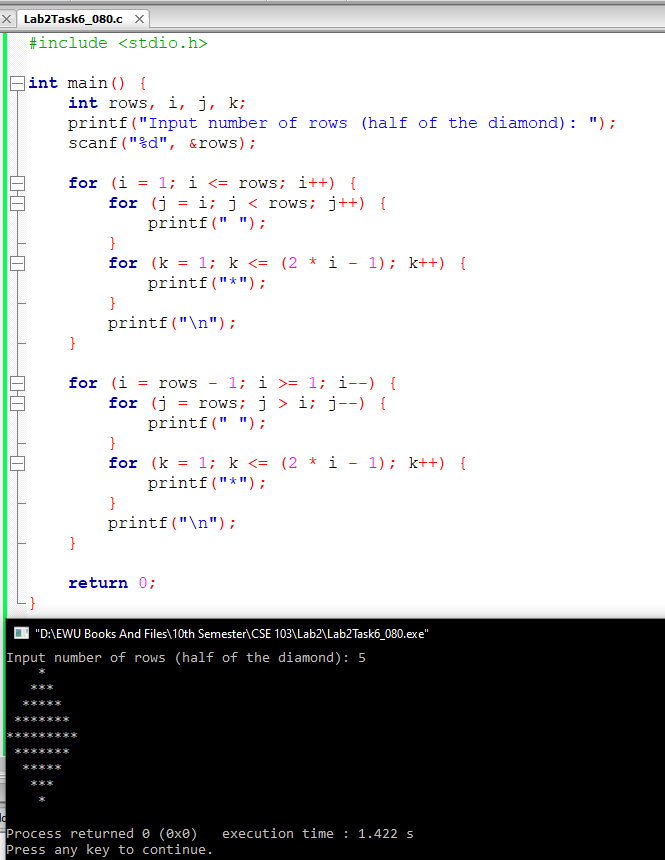 Lab2Task6_080.c
#include <stdio.h>
int main() {
    int rows, i, j, k;
    printf("Input number of rows (half of the diamond): ");
    scanf("%d", &rows);
    for (i = 1; i <= rows; i++) {
        for (j = i; j < rows; j++) {
            printf(" ");
        }
        for (k = 1; k <= (2 * i - 1); k++) {
            printf("*");
        }
        printf("\n");
    }
    for (i = rows - 1; i >= 1; i--) {
        for (j = rows; j > i; j--) {
            printf(" ");
        }
        for (k = 1; k <= (2 * i - 1); k++) {
            printf("*");
        }
        printf("\n");
    }
    return 0;
}
"D:\EWU Books And Files\10th Semester\CSE 103\Lab2\Lab2Task6_080.exe"
Input number of rows (half of the diamond): 5
    *
   ***
  *****
 *******
*********
 *******
  *****
   ***
    *
Process returned 0 (0x0)   execution time : 1.422 s
Press any key to continue.